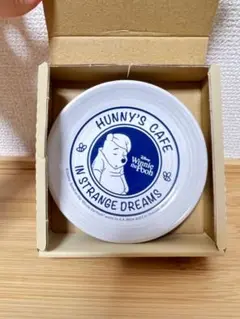 HUNNY'S CAFE
Disney
Winnie
the Pooh
IN STRANGE DREAMS